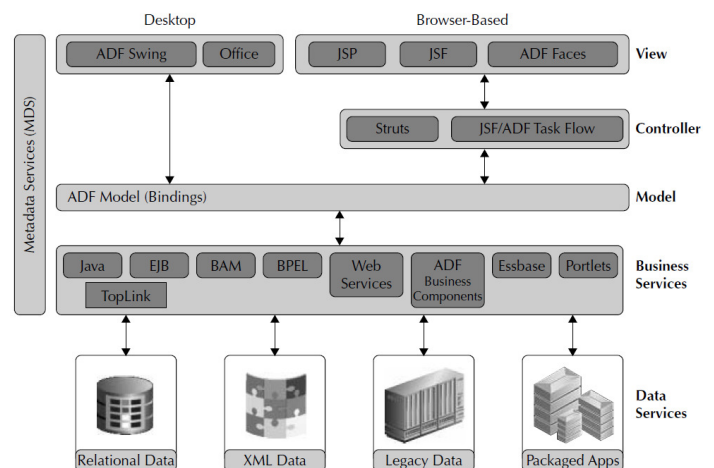 Desktop
Browser-Based
ADF Swing
Office
JSP
JSF
ADF Faces
View
Metadata Services (MDS)
Struts
JSF/ADF Task Flow
Controller
ADF Model (Bindings)
Model
Java
EJB
BAM
BPEL
Web
Services
ADF
Business
Components
Essbase
Portlets
TopLink
Business
Services
Data
Services
Relational Data
XML Data
Legacy Data
Packaged Apps